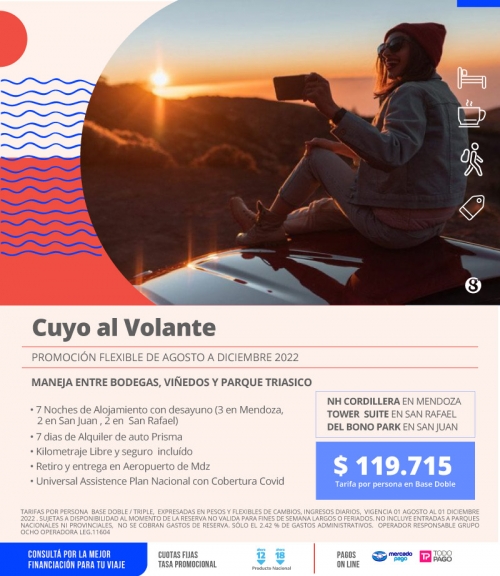 8
Cuyo al Volante
PROMOCIÓN FLEXIBLE DE AGOSTO A DICIEMBRE 2022
MANEJA ENTRE BODEGAS, VIÑEDOS Y PARQUE TRIASICO
• 7 Noches de Alojamiento con desayuno (3 en Mendoza,
2 en San Juan , 2 en San Rafael)
• 7 dias de Alquiler de auto Prisma
• Kilometraje Libre y seguro incluído
• Retiro y entrega en Aeropuerto de Mdz
• Universal Assistence Plan Nacional con Cobertura Covid
NH CORDILLERA EN MENDOZA
TOWER SUITE EN SAN RAFAEL
DEL BONO PARK EN SAN JUAN
$ 119.715
Tarifa por persona en Base Doble
TARIFAS POR PERSONA BASE DOBLE / TRIPLE, EXPRESADAS EN PESOS Y FLEXIBLES DE CAMBIOS, INGRESOS DIARIOS, VIGENCIA 01 AGOSTO AL 01 DICIEMBRE
2022 . SUJETAS A DISPONIBILIDAD AL MOMENTO DE LA RESERVA NO VALIDA PARA FINES DE SEMANA LARGOS O FERIADOS. NO INCLUYE ENTRADAS A PARQUES
NACIONALES NI PROVINCIALES, NO SE COBRAN GASTOS DE RESERVA. SOLO EL 2.42 % DE GASTOS ADMINISTRATIVOS. OPERADOR RESPONSABLE GRUPO
OCHO OPERADORA LEG.11604
CONSULTÁ POR LA MEJOR
FINANCIACIÓN PARA TU VIAJE
CUOTAS FIJAS
TASA PROMOCIONAL
12 18
Producto Nacional
PAGOS
ON LINE
mercado
pago
TP TODO
PAGO